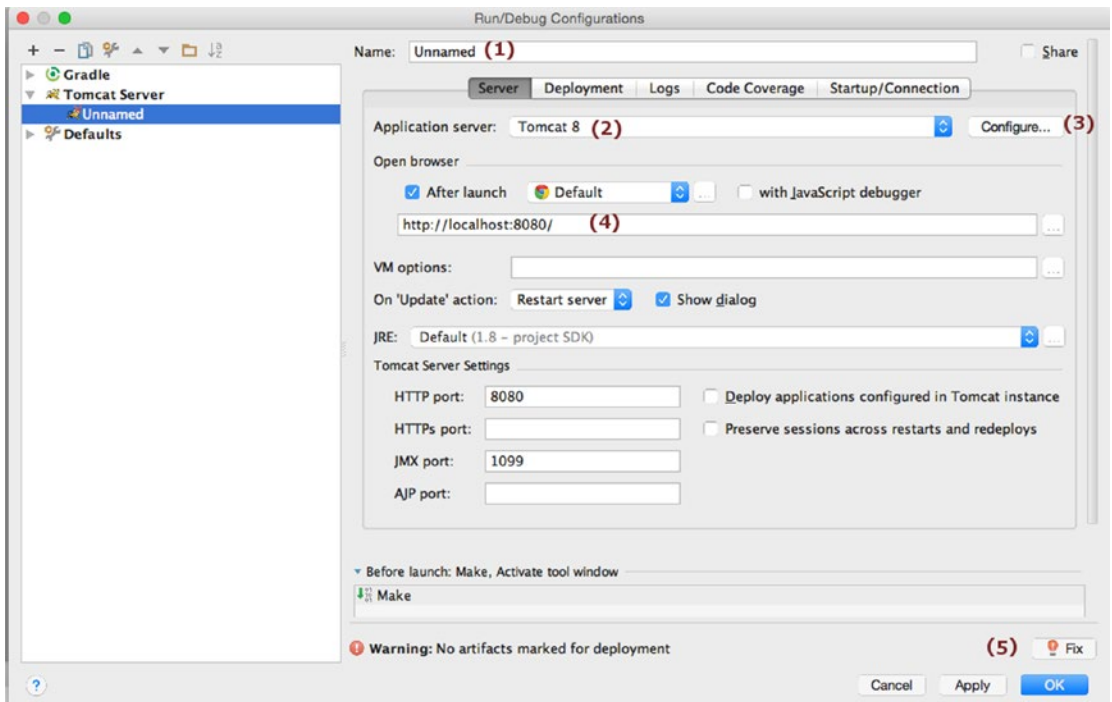 Run/Debug Configurations
Name: Unnamed (1) Share
Gradle
Tomcat Server
Unnamed
Defaults
Server Deployment Logs Code Coverage Startup/Connection
Application server: Tomcat 8 (2) Configure... (3)
Open browser
After launch Default ... with JavaScript debugger
http://localhost:8080/ (4) ...
VM options: ...
On 'Update' action: Restart server Show dialog
JRE: Default (1.8 – project SDK) ...
Tomcat Server Settings
HTTP port: 8080 Deploy applications configured in Tomcat instance
HTTPs port: Preserve sessions across restarts and redeploys
JMX port: 1099
AJP port:
Before launch: Make, Activate tool window
Make
Warning: No artifacts marked for deployment (5) Fix
? Cancel Apply OK